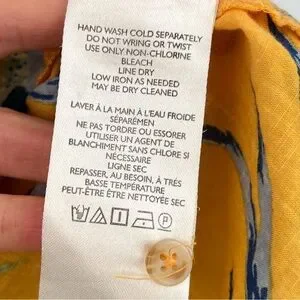 HAND WASH COLD SEPARATELY
DO NOT WRING OR TWIST
USE ONLY NON-CHLORINE
BLEACH
LINE DRY
LOW IRON AS NEEDED
MAY BE DRY CLEANED
LAVER À LA MAIN À L'EAU FROIDE
SÉPARÉMEN
NE PAS TORDRE OU ESSORER
UTILISER UN AGENT DE
BLANCHIMENT SANS CHLORE SI
NÉCESSAIRE
LIGNE SEC
REPASSER, AU BESOIN, À TRÈS
BASSE TEMPÉRATURE
PEUT-ÊTRE ÊTRE NETTOYÉE SEC
P